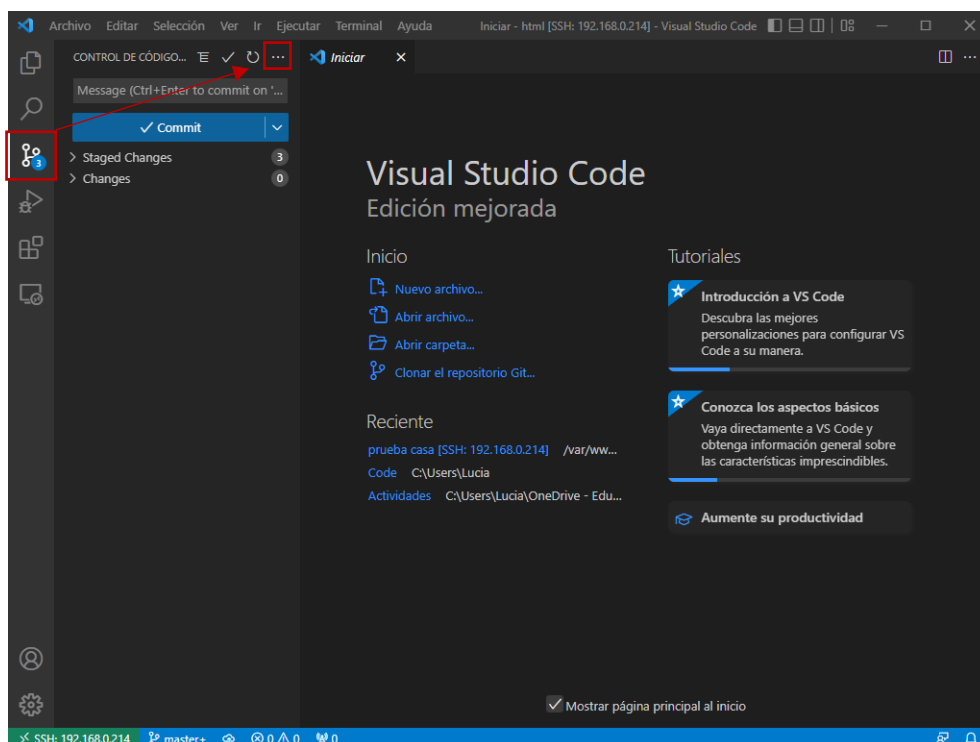 Archivo Editar Selección Ver Ir Ejecutar Terminal Ayuda Iniciar - html [SSH: 192.168.0.214] - Visual Studio Code
CONTROL DE CÓDIGO...
Iniciar
Message (Ctrl+Enter to commit on '...
Commit
3
Staged Changes 3
Changes 0
Visual Studio Code
Edición mejorada
Inicio
Nuevo archivo...
Abrir archivo...
Abrir carpeta...
Clonar el repositorio Git...
Reciente
prueba casa [SSH: 192.168.0.214] /var/ww...
Code C:\Users\Lucia
Actividades C:\Users\Lucia\OneDrive - Edu...
Tutoriales
Introducción a VS Code
Descubra las mejores
personalizaciones para configurar VS
Code a su manera.
Conozca los aspectos básicos
Vaya directamente a VS Code y
obtenga información general sobre
las características imprescindibles.
Aumente su productividad
Mostrar página principal al inicio
SSH: 192.168.0.214 master+ 0 0 0